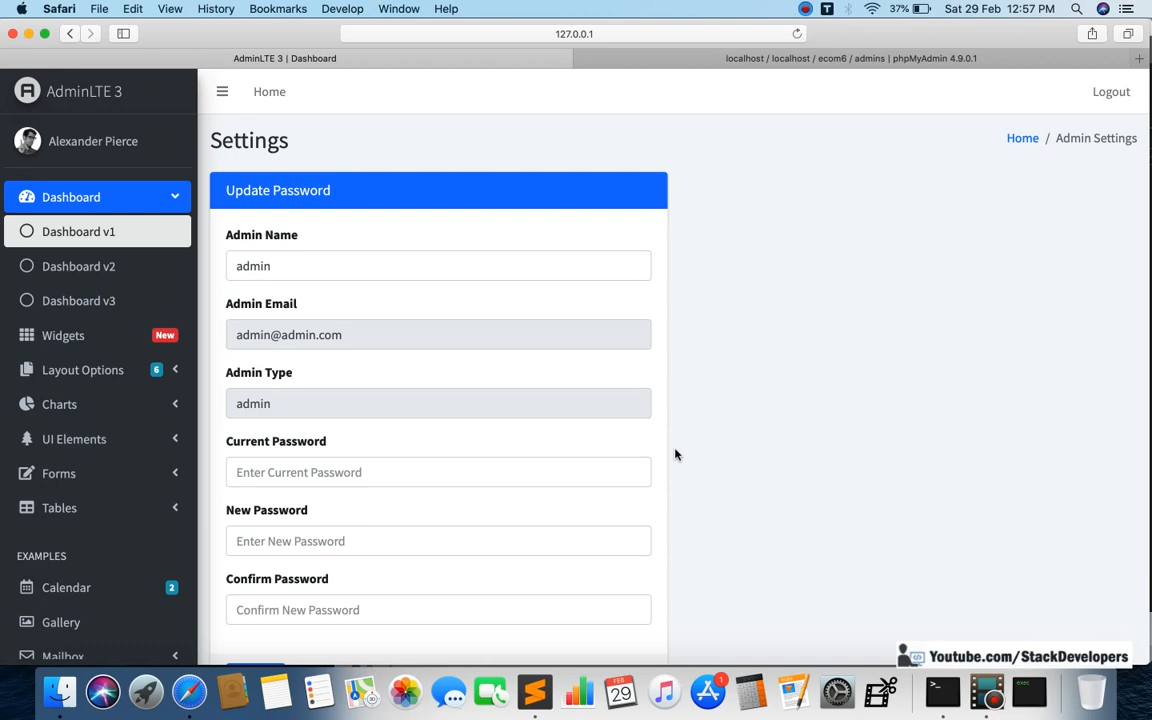 Safari File Edit View History Bookmarks Develop Window Help
T
37% Sat 29 Feb 12:57 PM
127.0.0.1
AdminLTE 3 | Dashboard
localhost / localhost / ecom6 / admins | phpMyAdmin 4.9.0.1
AdminLTE 3
Home
Logout
Alexander Pierce
Settings
Home / Admin Settings
Dashboard
Dashboard v1
Dashboard v2
Dashboard v3
Widgets New
Layout Options 6
Charts
UI Elements
Forms
Tables
EXAMPLES
Calendar 2
Gallery
Mailbox
Update Password
Admin Name
admin
Admin Email
admin@admin.com
Admin Type
admin
Current Password
Enter Current Password
New Password
Enter New Password
Confirm Password
Confirm New Password
Youtube.com/StackDevelopers
FEB
29
1
exec